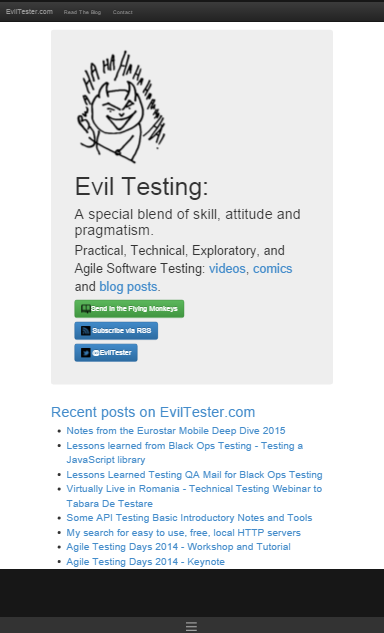 EvilTester.com Read The Blog Contact
HA HA HA HA HA
Evil Testing:
A special blend of skill, attitude and
pragmatism.
Practical, Technical, Exploratory, and
Agile Software Testing: videos, comics
and blog posts.
Send in the Flying Monkeys
Subscribe via RSS
@EvilTester
Recent posts on EvilTester.com
Notes from the Eurostar Mobile Deep Dive 2015
Lessons learned from Black Ops Testing - Testing a
JavaScript library
Lessons Learned Testing QA Mail for Black Ops Testing
Virtually Live in Romania - Technical Testing Webinar to
Tabara De Testare
Some API Testing Basic Introductory Notes and Tools
My search for easy to use, free, local HTTP servers
Agile Testing Days 2014 - Workshop and Tutorial
Agile Testing Days 2014 - Keynote